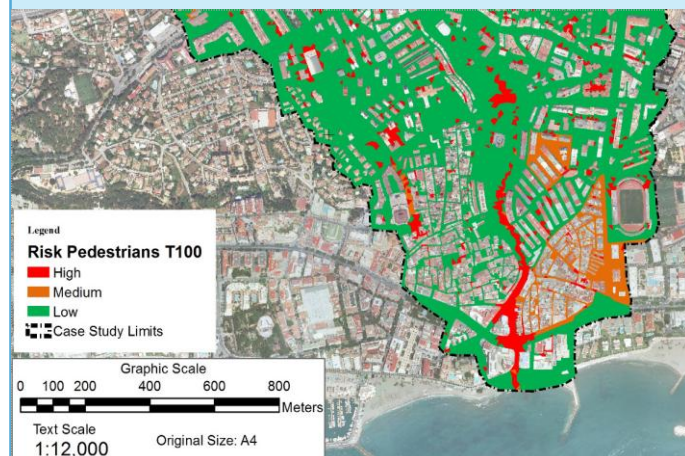 Legend
Risk Pedestrians T100
High
Medium
Low
Case Study Limits
Graphic Scale
0 100 200 400 600 800
Meters
Text Scale
1:12.000
Original Size: A4